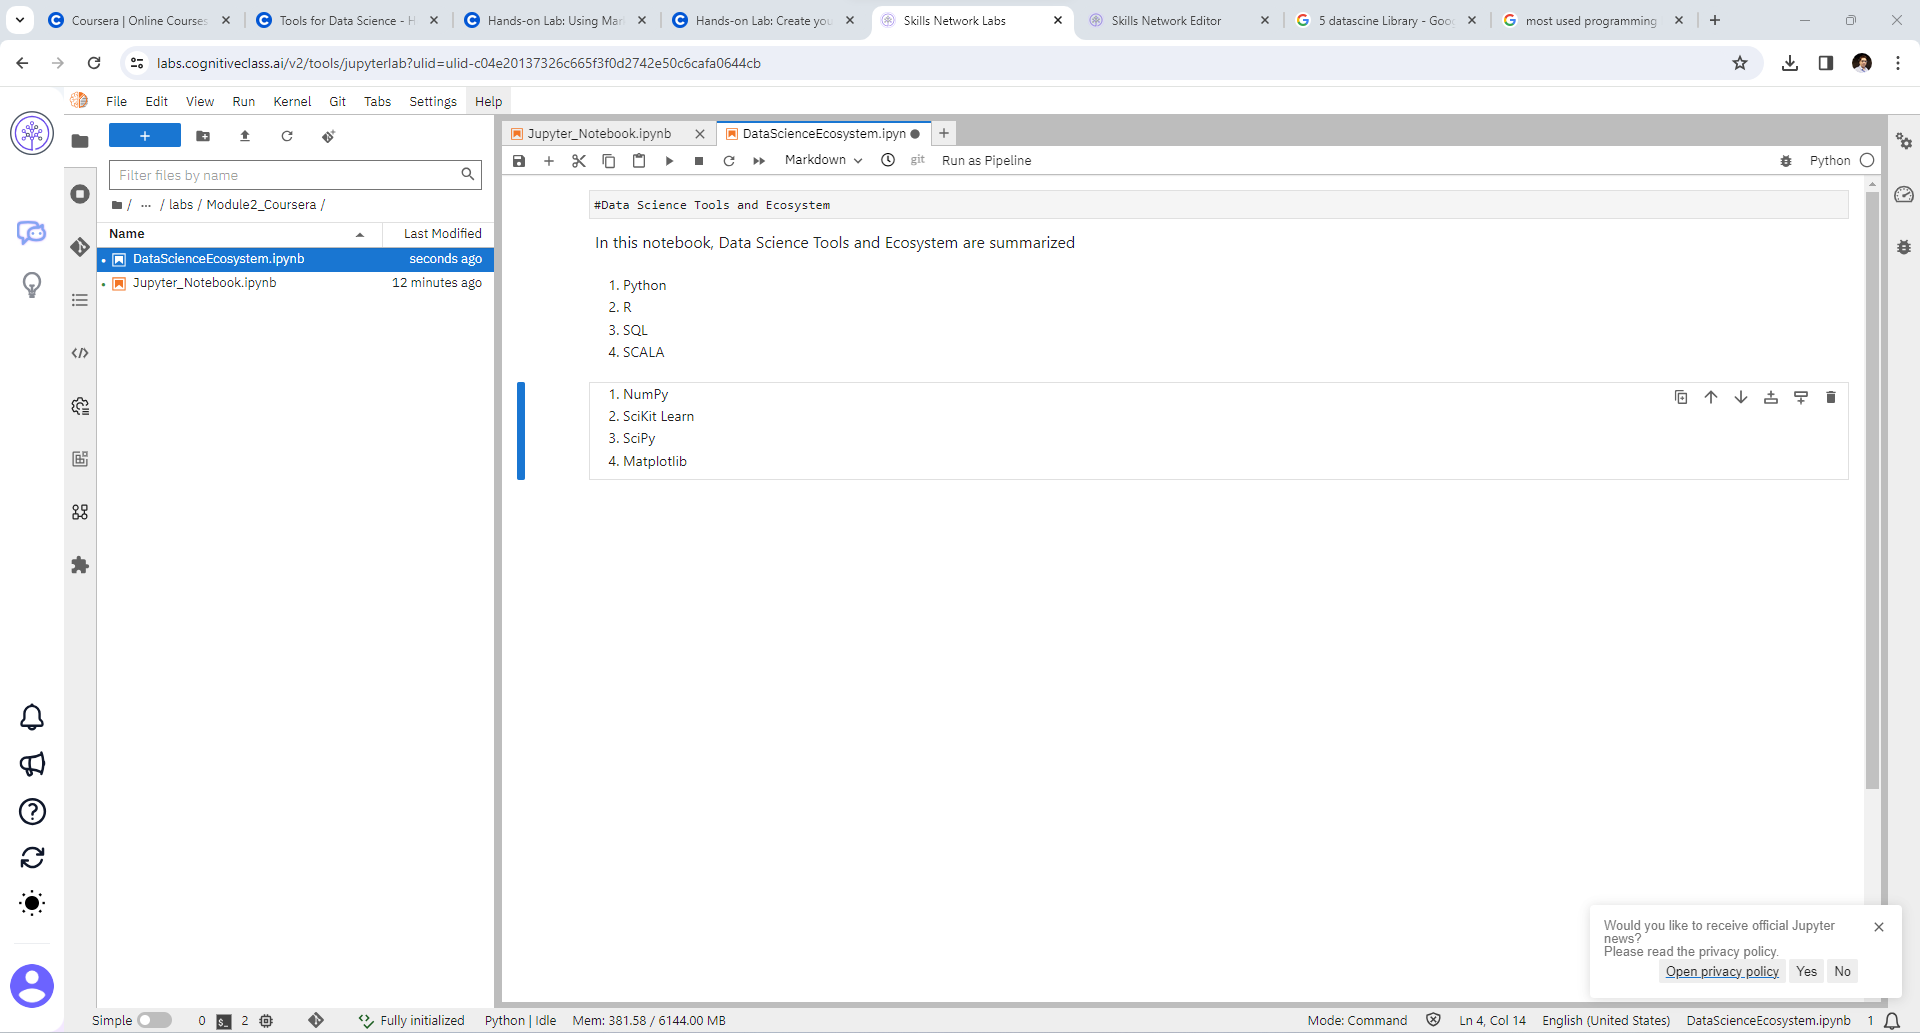 Coursera | Online Courses
Tools for Data Science - H
Hands-on Lab: Using Mar
Hands-on Lab: Create you
Skills Network Labs
Skills Network Editor
5 datascine Library - Goo
most used programming
labs.cognitiveclass.ai/v2/tools/jupyterlab?ulid=ulid-c04e20137326c665f3f0d2742e50c6cafa0644cb
File Edit View Run Kernel Git Tabs Settings Help
Filter files by name
/ ... / labs / Module2_Coursera /
Name Last Modified
DataScienceEcosystem.ipynb seconds ago
Jupyter_Notebook.ipynb 12 minutes ago
Jupyter_Notebook.ipynb
DataScienceEcosystem.ipyn
Markdown git Run as Pipeline Python
#Data Science Tools and Ecosystem
In this notebook, Data Science Tools and Ecosystem are summarized
1. Python
2. R
3. SQL
4. SCALA
1. NumPy
2. SciKit Learn
3. SciPy
4. Matplotlib
Would you like to receive official Jupyter
news?
Please read the privacy policy.
Open privacy policy Yes No
Simple 0 2 Fully initialized Python | Idle Mem: 381.58 / 6144.00 MB Mode: Command Ln 4, Col 14 English (United States) DataScienceEcosystem.ipynb 1